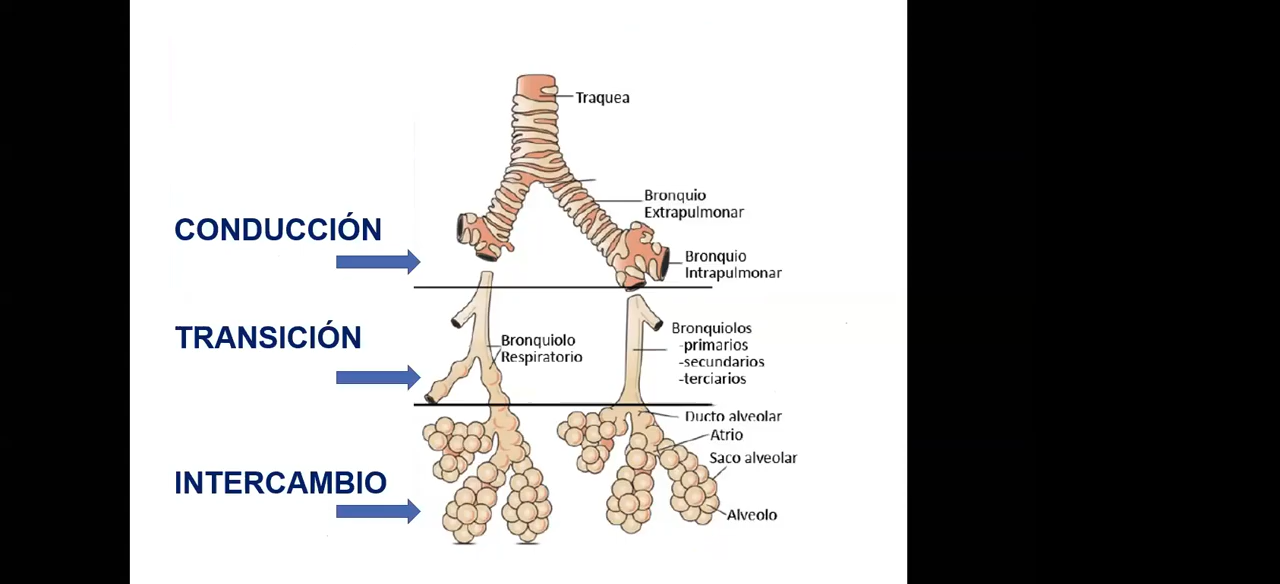 Traquea
Bronquio
Extrapulmonar
CONDUCCIÓN
Bronquio
Intrapulmonar
TRANSICIÓN
Bronquiolo
Respiratorio
Bronquiolos
-primarios
-secundarios
-terciarios
Ducto alveolar
Atrio
Saco alveolar
INTERCAMBIO
Alveolo